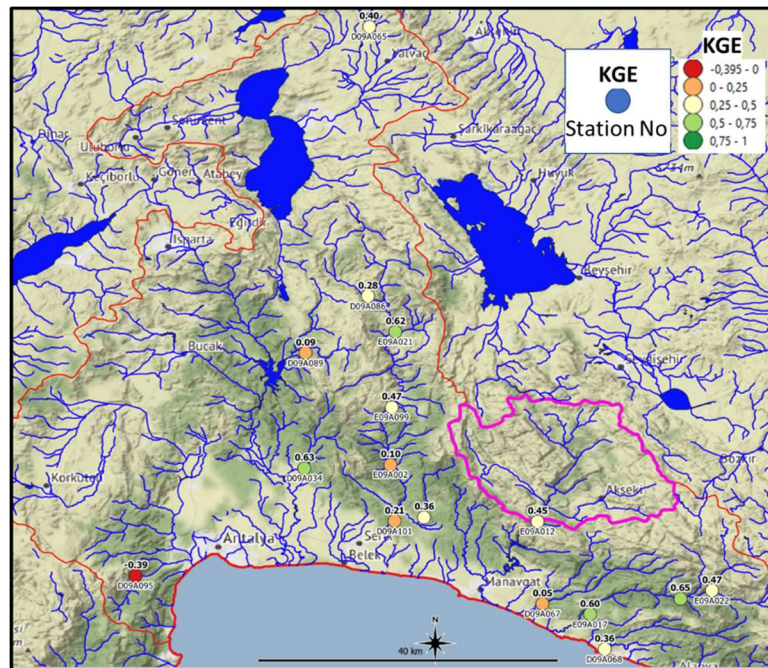 0.40
D09A065
Yalvaç
KGE
Station No
KGE
-0,395 - 0
0 - 0,25
0,25 - 0,5
0,5 - 0,75
0,75 - 1
Dinar
Senirkent
Uluborlu
Şarkikaraağaç
Keçiborlu
Gönen
Atabey
Hüyük
Eğirdir
Isparta
Beyşehir
0.28
D09A086
0.62
E09A021
0.09
D09A089
Bucak
Seydişehir
0.47
E09A099
Korkuteli
0.63
D09A034
0.10
E09A002
Bozkır
Akseki
0.21
D09A101
0.36
0.45
E09A012
Antalya
Belek
-0.39
D09A095
Manavgat
0.05
D09A067
0.60
E09A017
0.65
0.47
E09A022
0.36
D09A068
N
40 km